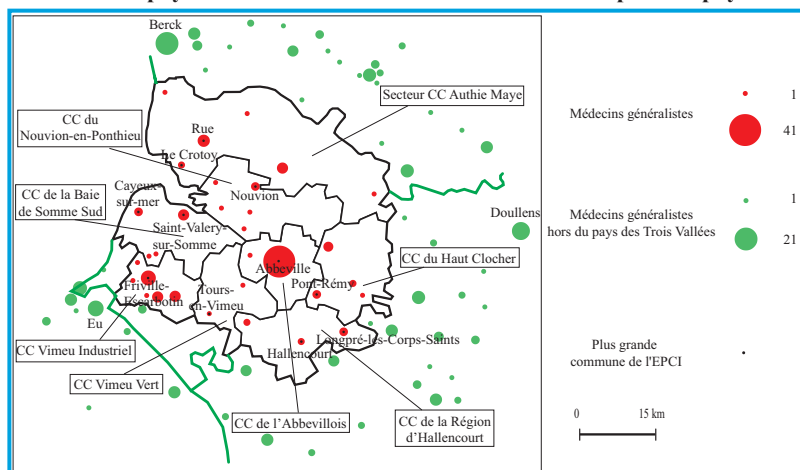 Berck
Secteur CC Authie Maye
CC du
Nouvion-en-Ponthieu
Rue
Le Crotoy
CC de la Baie
de Somme Sud
Cayeux-
sur-mer
Nouvion
Saint-Valery-
sur-Somme
Doullens
Abbeville
CC du Haut Clocher
Pont-Rémy
Friville-
Escarbotin
Tours-
en-Vimeu
Eu
CC Vimeu Industriel
Longpré-les-Corps-Saints
Hallencourt
CC Vimeu Vert
CC de l'Abbevillois
CC de la Région
d'Hallencourt
Médecins généralistes
1
41
Médecins généralistes
hors du pays des Trois Vallées
1
21
Plus grande
commune de l'EPCI
0
15 km